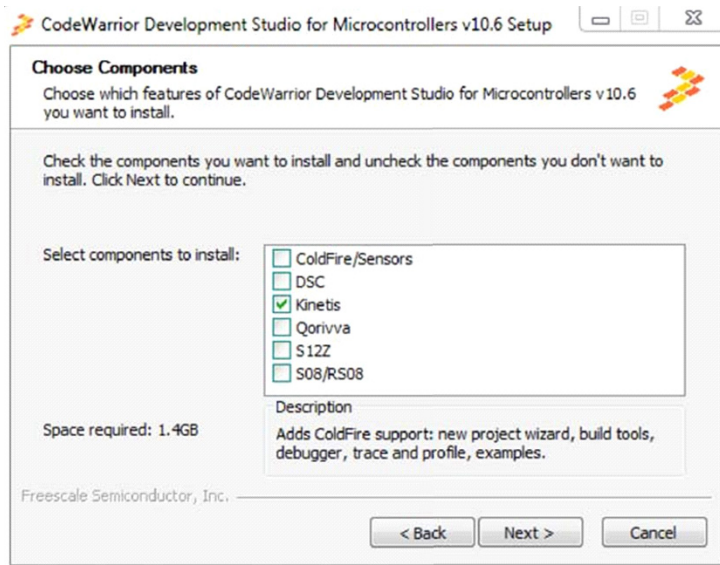 CodeWarrior Development Studio for Microcontrollers v10.6 Setup
Choose Components
Choose which features of CodeWarrior Development Studio for Microcontrollers v10.6
you want to install.
Check the components you want to install and uncheck the components you don't want to
install. Click Next to continue.
Select components to install:
ColdFire/Sensors
DSC
Kinetis
Qorivva
S12Z
S08/RS08
Space required: 1.4GB
Description
Adds ColdFire support: new project wizard, build tools,
debugger, trace and profile, examples.
Freescale Semiconductor, Inc.
< Back
Next >
Cancel